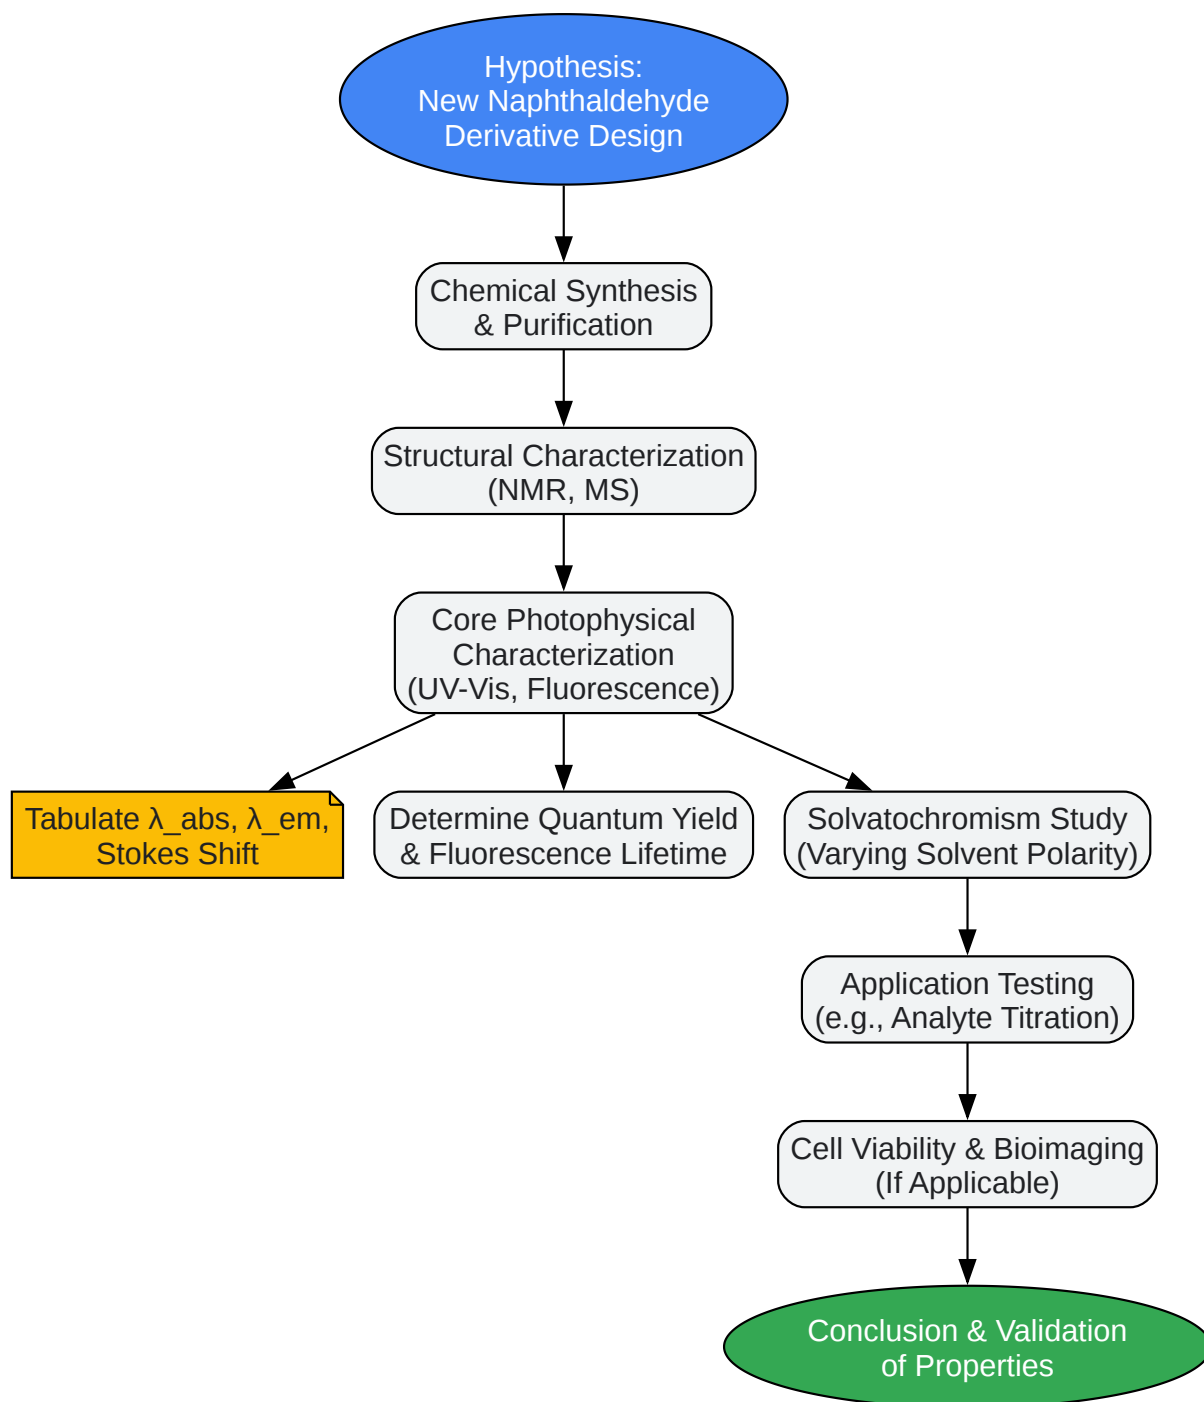 Hypothesis:
New Naphthaldehyde
Derivative Design
Chemical Synthesis
& Purification
Structural Characterization
(NMR, MS)
Core Photophysical
Characterization
(UV-Vis, Fluorescence)
Tabulate λ_abs, λ_em,
Stokes Shift
Determine Quantum Yield
& Fluorescence Lifetime
Solvatochromism Study
(Varying Solvent Polarity)
Application Testing
(e.g., Analyte Titration)
Cell Viability & Bioimaging
(If Applicable)
Conclusion & Validation
of Properties